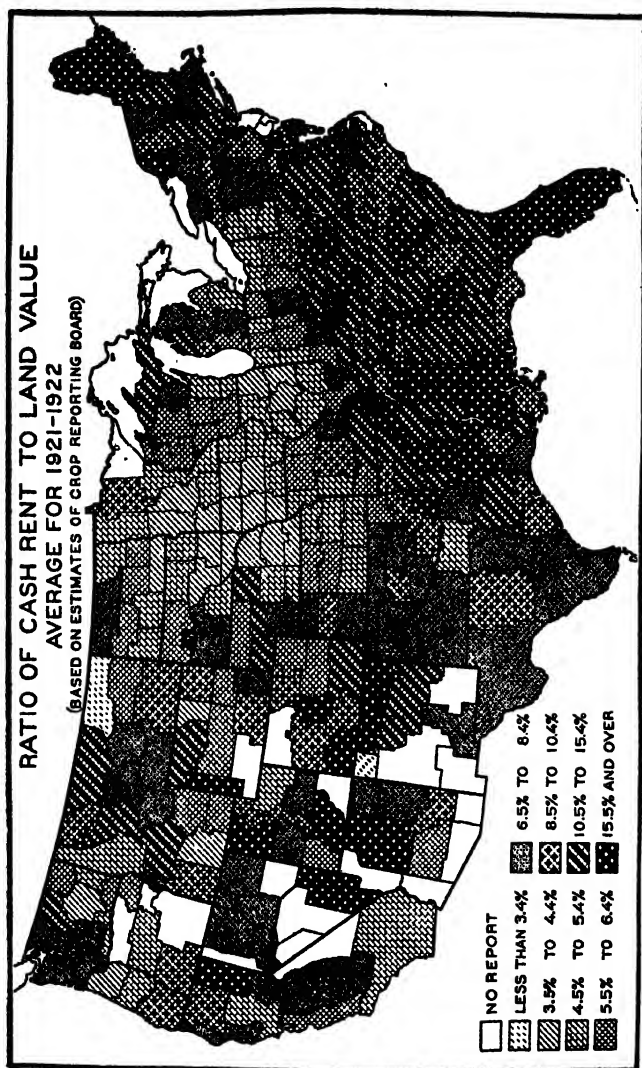 RATIO OF CASH RENT TO LAND VALUE
AVERAGE FOR 1921-1922
(BASED ON ESTIMATES OF CROP REPORTING BOARD)
NO REPORT
LESS THAN 3.4%
3.5% TO 4.4%
4.5% TO 5.4%
5.5% TO 6.4%
6.5% TO 8.4%
8.5% TO 10.4%
10.5% TO 15.4%
15.5% AND OVER